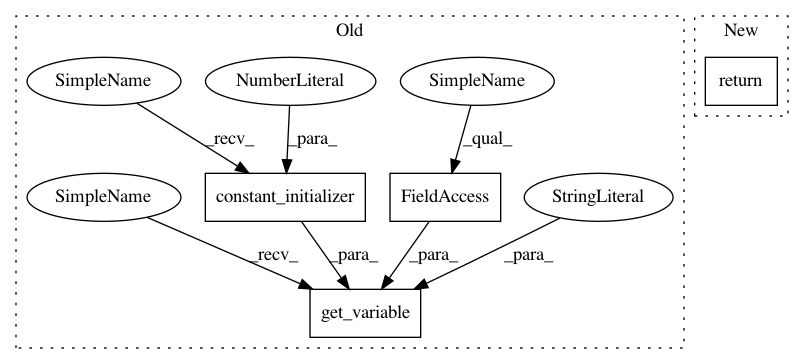 Old
New
SimpleName
NumberLiteral
SimpleName
return
_recv_
_para_
_qual_
SimpleName
constant_initializer
FieldAccess
StringLiteral
_recv_
_para_
_para_
_para_
get_variable